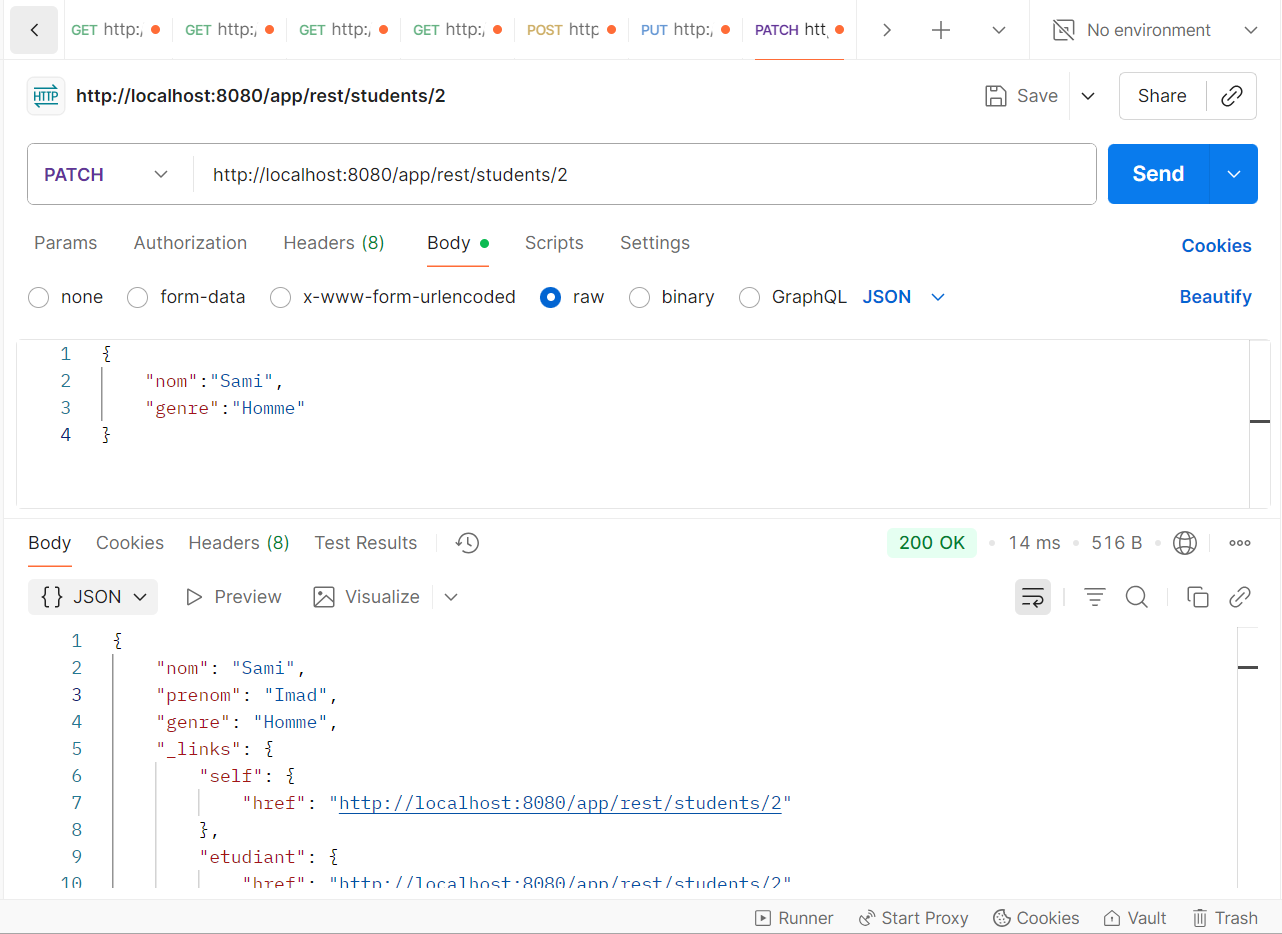 GET http:/ GET http:/ GET http:/ GET http:/ POST http PUT http:/ PATCH htt No environment
HTTP http://localhost:8080/app/rest/students/2 Save Share
PATCH http://localhost:8080/app/rest/students/2 Send
Params Authorization Headers (8) Body Scripts Settings Cookies
none form-data x-www-form-urlencoded raw binary GraphQL JSON Beautify
1 {
2 "nom":"Sami",
3 "genre":"Homme"
4 }
Body Cookies Headers (8) Test Results 200 OK 14 ms 516 B
{} JSON Preview Visualize
1 {
2 "nom": "Sami",
3 "prenom": "Imad",
4 "genre": "Homme",
5 "_links": {
6 "self": {
7 "href": "http://localhost:8080/app/rest/students/2"
8 },
9 "etudiant": {
10 "href": "http://localhost:8080/app/rest/students/2"
Runner Start Proxy Cookies Vault Trash